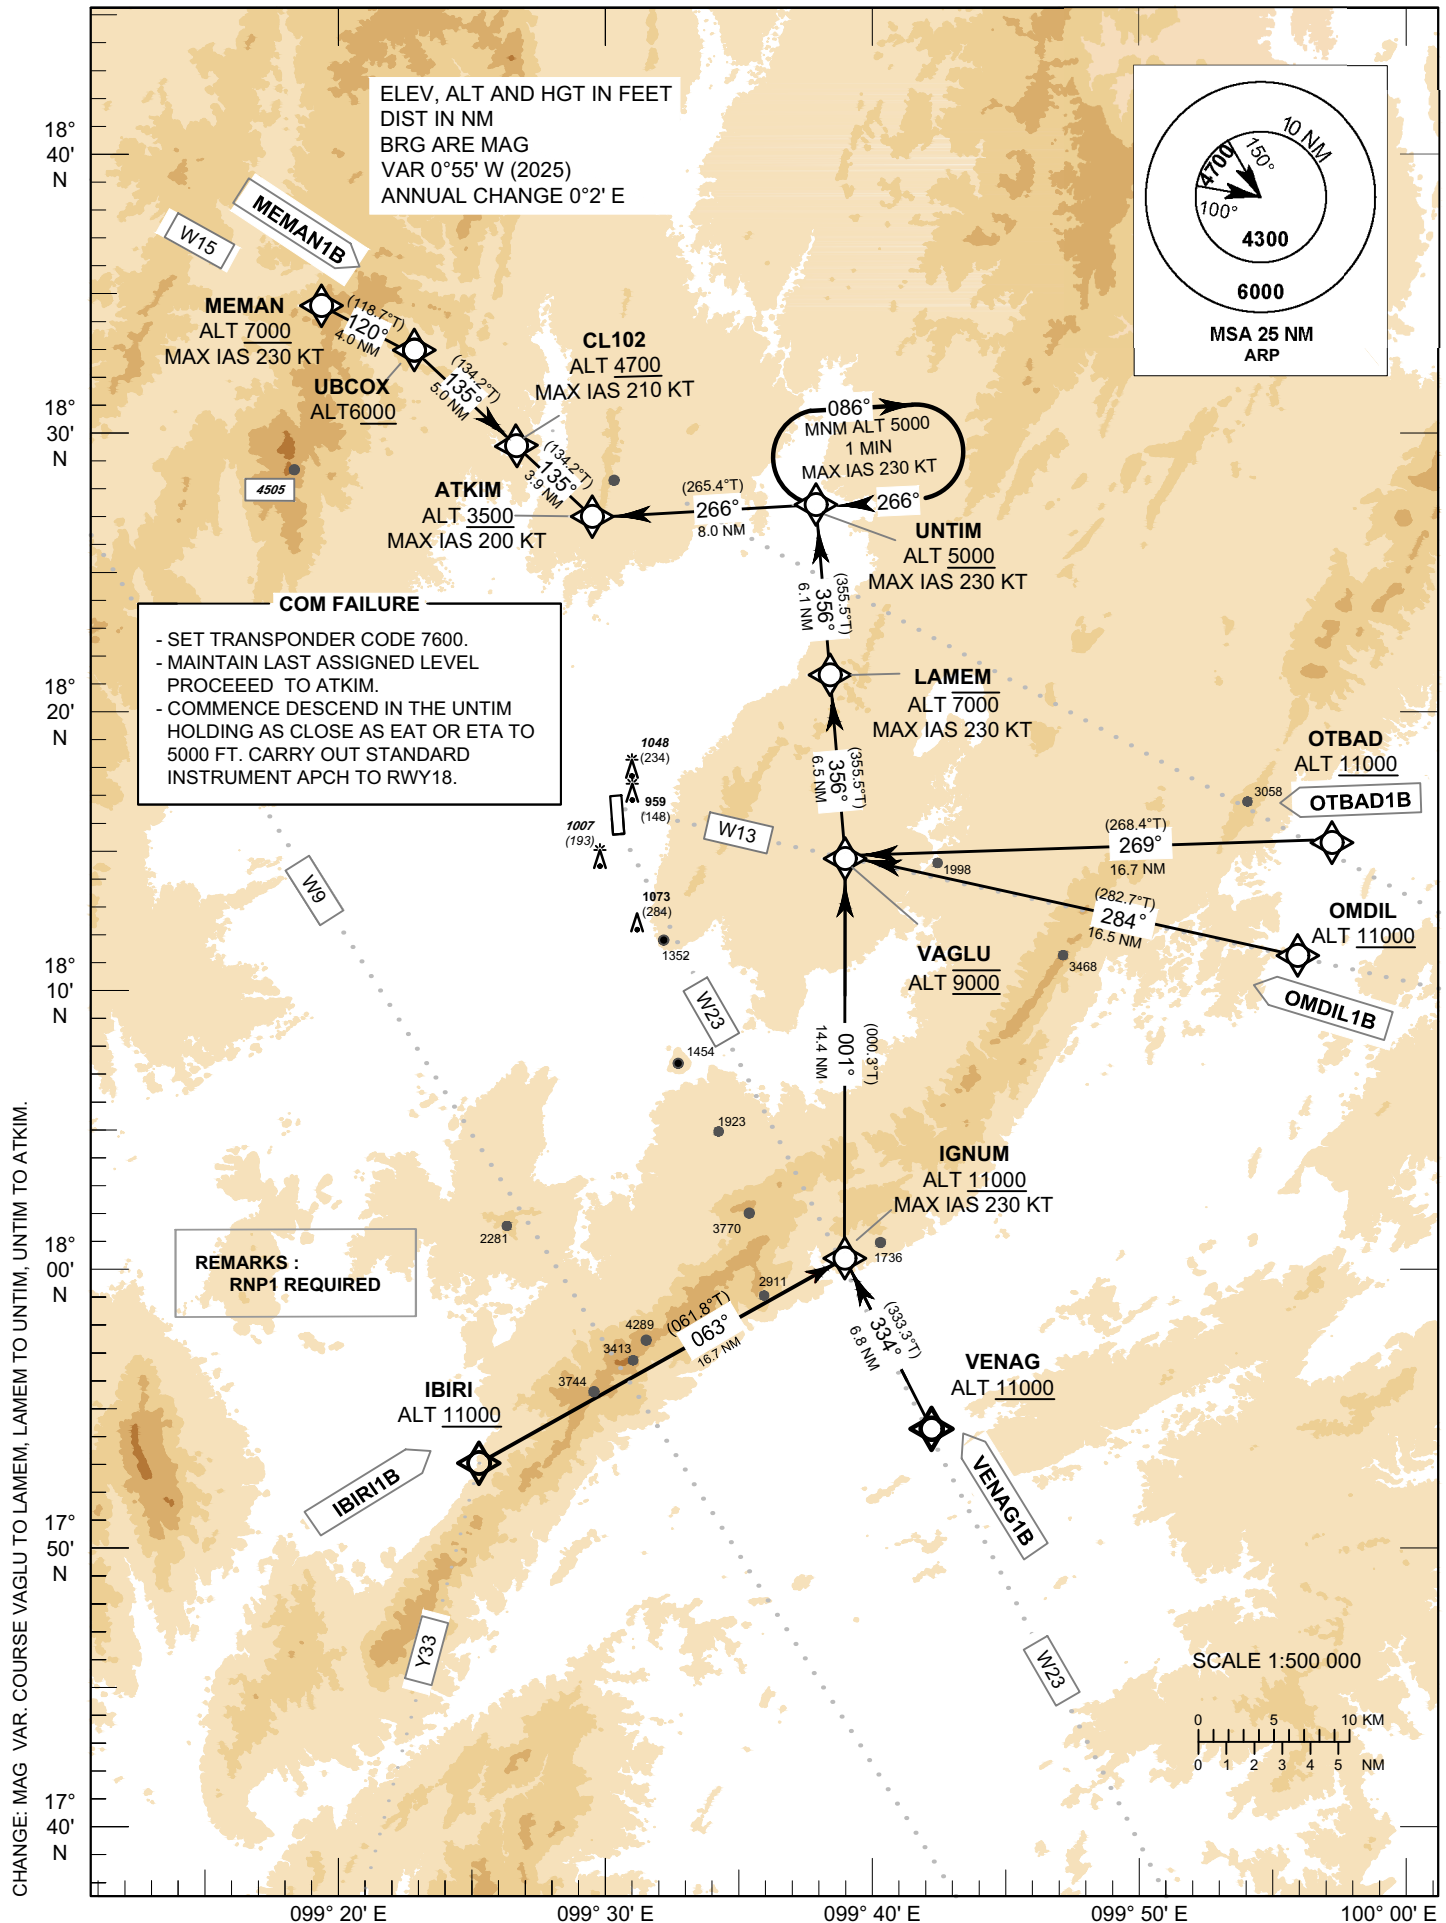 ELEV, ALT AND HGT IN FEET
DIST IN NM
BRG ARE MAG
VAR 0°55' W (2025)
ANNUAL CHANGE 0°2' E
10 NM
4700
150°
100°
4300
6000
MSA 25 NM
ARP
18°
40'
N
W15
MEMAN1B
MEMAN
ALT 7000
MAX IAS 230 KT
(118.7°T)
120°
4.0 NM
UBCOX
ALT6000
(134.2°T)
135°
5.0 NM
CL102
ALT 4700
MAX IAS 210 KT
18°
30'
N
4505
(134.2°T)
135°
3.9 NM
ATKIM
ALT 3500
MAX IAS 200 KT
086°
MNM ALT 5000
1 MIN
MAX IAS 230 KT
266°
(265.4°T)
266°
8.0 NM
UNTIM
ALT 5000
MAX IAS 230 KT
(355.5°T)
356°
6.1 NM
COM FAILURE
- SET TRANSPONDER CODE 7600.
- MAINTAIN LAST ASSIGNED LEVEL
PROCEEED TO ATKIM.
- COMMENCE DESCEND IN THE UNTIM
HOLDING AS CLOSE AS EAT OR ETA TO
5000 FT. CARRY OUT STANDARD
INSTRUMENT APCH TO RWY18.
18°
20'
N
LAMEM
ALT 7000
MAX IAS 230 KT
(355.5°T)
356°
6.5 NM
1048
(234)
959
(148)
1007
(193)
1073
(284)
1352
W13
W9
W23
OTBAD
ALT 11000
OTBAD1B
3058
(268.4°T)
269°
16.7 NM
1998
(282.7°T)
284°
16.5 NM
OMDIL
ALT 11000
OMDIL1B
3468
VAGLU
ALT 9000
18°
10'
N
(000.3°T)
001°
14.4 NM
1454
1923
IGNUM
ALT 11000
MAX IAS 230 KT
3770
1736
2281
18°
00'
N
REMARKS :
RNP1 REQUIRED
2911
4289
3413
3744
(061.8°T)
063°
16.7 NM
(333.3°T)
334°
6.8 NM
VENAG
ALT 11000
VENAG1B
IBIRI
ALT 11000
IBIRI1B
17°
50'
N
Y33
W23
SCALE 1:500 000
0 5 10 KM
0 1 2 3 4 5 NM
17°
40'
N
099° 20' E 099° 30' E 099° 40' E 099° 50' E 100° 00' E
CHANGE: MAG VAR. COURSE VAGLU TO LAMEM, LAMEM TO UNTIM, UNTIM TO ATKIM.